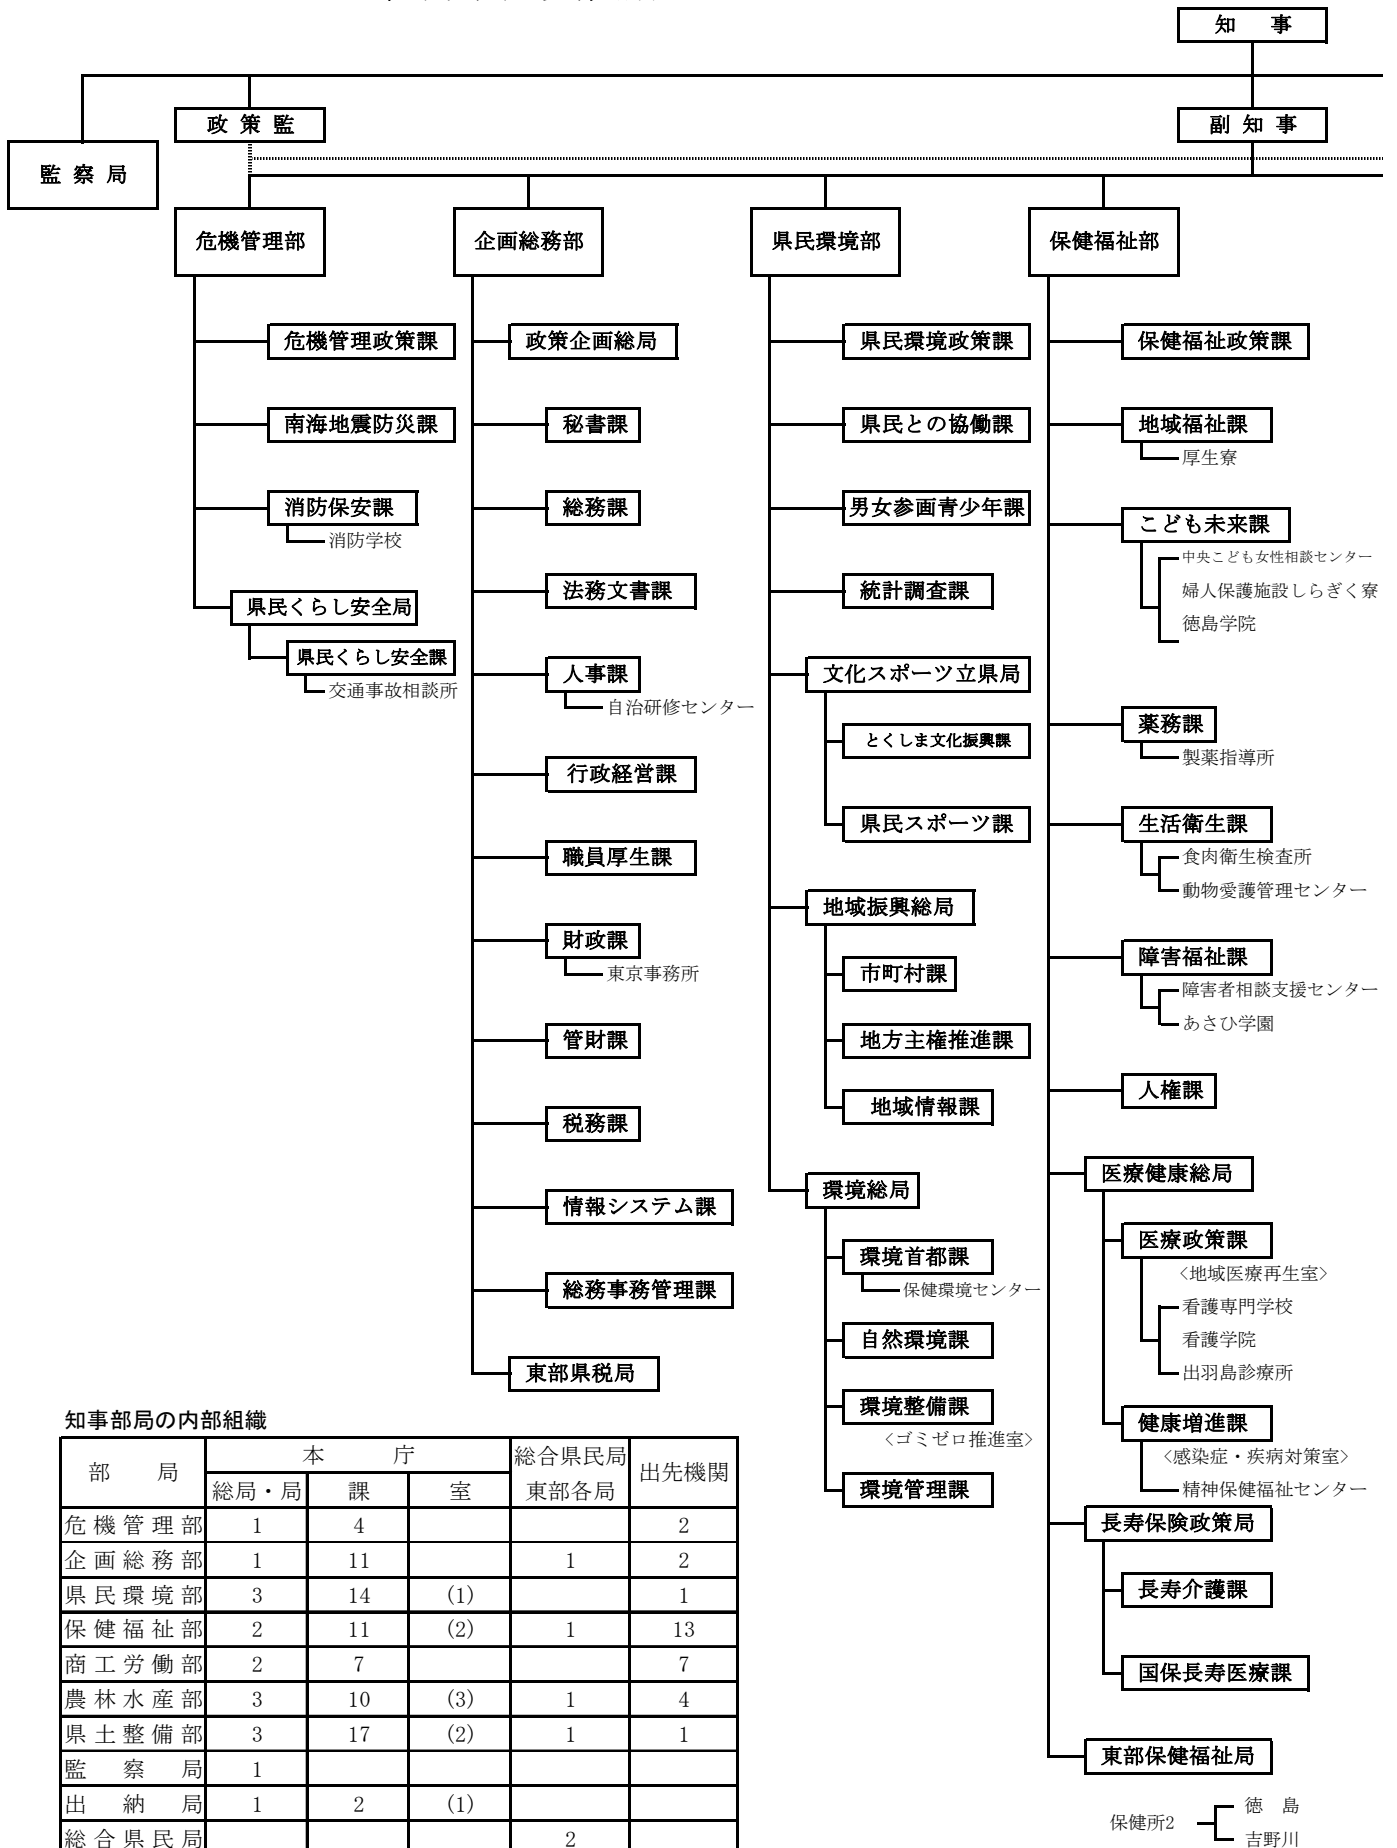 知　事
政 策 監
副 知 事
監 察 局
危機管理部
企画総務部
県民環境部
保健福祉部
危機管理政策課
南海地震防災課
消防保安課
消防学校
県民くらし安全局
県民くらし安全課
交通事故相談所
政策企画総局
秘書課
総務課
法務文書課
人事課
自治研修センター
行政経営課
職員厚生課
財政課
東京事務所
管財課
税務課
情報システム課
総務事務管理課
東部県税局
県民環境政策課
県民との協働課
男女参画青少年課
統計調査課
文化スポーツ立県局
とくしま文化振興課
県民スポーツ課
地域振興総局
市町村課
地方主権推進課
地域情報課
環境総局
環境首都課
保健環境センター
自然環境課
環境整備課
〈ゴミゼロ推進室〉
環境管理課
保健福祉政策課
地域福祉課
厚生寮
こども未来課
中央こども女性相談センター
婦人保護施設しらぎく寮
徳島学院
薬務課
製薬指導所
生活衛生課
食肉衛生検査所
動物愛護管理センター
障害福祉課
障害者相談支援センター
あさひ学園
人権課
医療健康総局
医療政策課
〈地域医療再生室〉
看護専門学校
看護学院
出羽島診療所
健康増進課
〈感染症・疾病対策室〉
精神保健福祉センター
長寿保険政策局
長寿介護課
国保長寿医療課
東部保健福祉局
保健所2
徳　島
吉野川
知事部局の内部組織
部　局 本　　庁 総合県民局 東部各局 出先機関
総局・局 課 室
危機管理部 1 4 2
企画総務部 1 11 1 2
県民環境部 3 14 (1) 1
保健福祉部 2 11 (2) 1 13
商工労働部 2 7 7
農林水産部 3 10 (3) 1 4
県土整備部 3 17 (2) 1 1
監　察　局 1
出　納　局 1 2 (1)
総合県民局 2